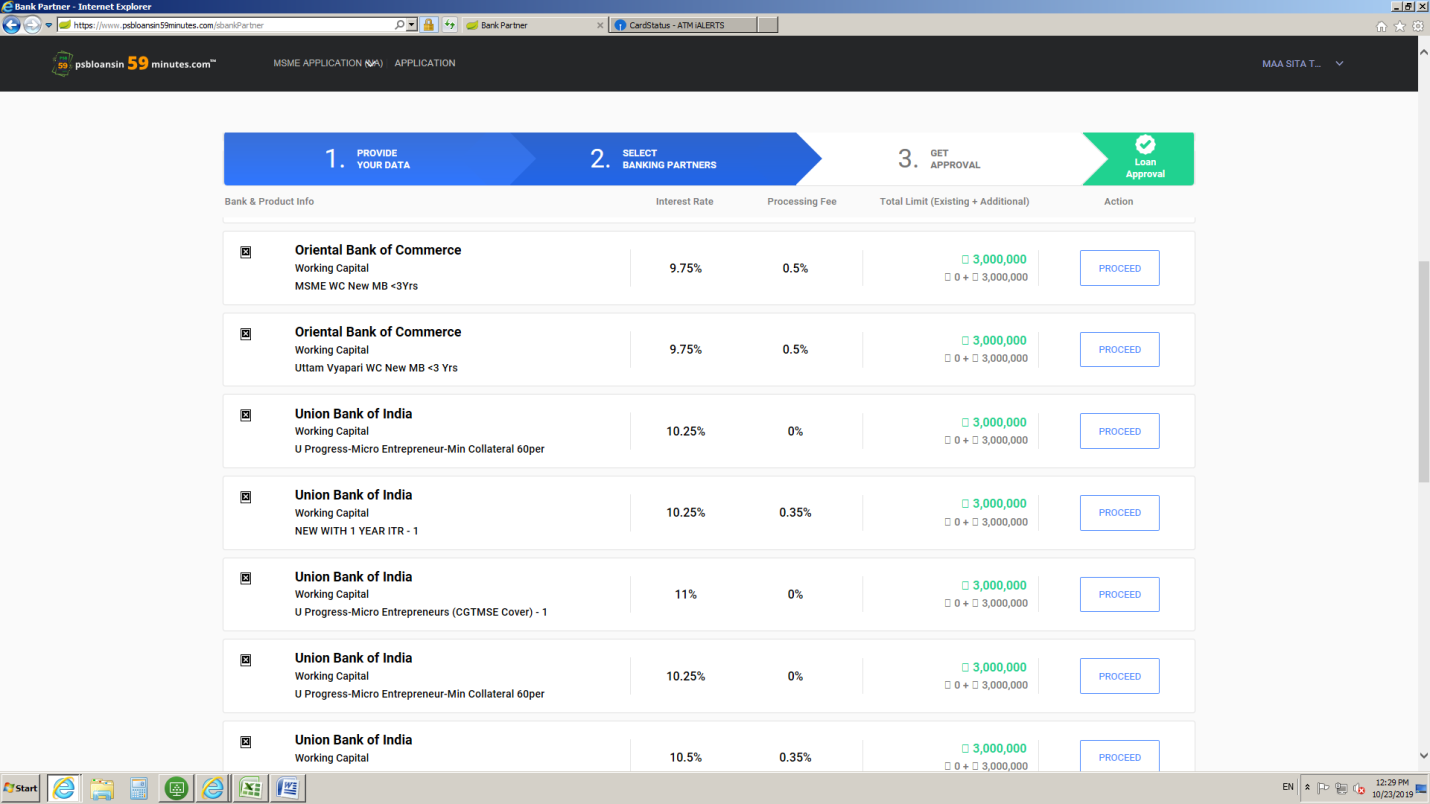 Bank Partner - Internet Explorer
https://www.psbloansin59minutes.com/sbankPartner
Bank Partner
CardStatus - ATM iALERTS
psbloansin 59 minutes.com™
MSME APPLICATION (NA)
APPLICATION
MAA SITA T...
1. PROVIDE YOUR DATA
2. SELECT BANKING PARTNERS
3. GET APPROVAL
Loan Approval
Bank & Product Info Interest Rate Processing Fee Total Limit (Existing + Additional) Action
Oriental Bank of Commerce
Working Capital
MSME WC New MB <3Yrs
9.75% 0.5%
3,000,000
0 + 3,000,000
PROCEED
Oriental Bank of Commerce
Working Capital
Uttam Vyapari WC New MB <3 Yrs
9.75% 0.5%
3,000,000
0 + 3,000,000
PROCEED
Union Bank of India
Working Capital
U Progress-Micro Entrepreneur-Min Collateral 60per
10.25% 0%
3,000,000
0 + 3,000,000
PROCEED
Union Bank of India
Working Capital
NEW WITH 1 YEAR ITR - 1
10.25% 0.35%
3,000,000
0 + 3,000,000
PROCEED
Union Bank of India
Working Capital
U Progress-Micro Entrepreneurs (CGTMSE Cover) - 1
11% 0%
3,000,000
0 + 3,000,000
PROCEED
Union Bank of India
Working Capital
U Progress-Micro Entrepreneur-Min Collateral 60per
10.25% 0%
3,000,000
0 + 3,000,000
PROCEED
Union Bank of India
Working Capital
10.5% 0.35%
3,000,000
0 + 3,000,000
PROCEED
Start
EN
12:29 PM
10/23/2019